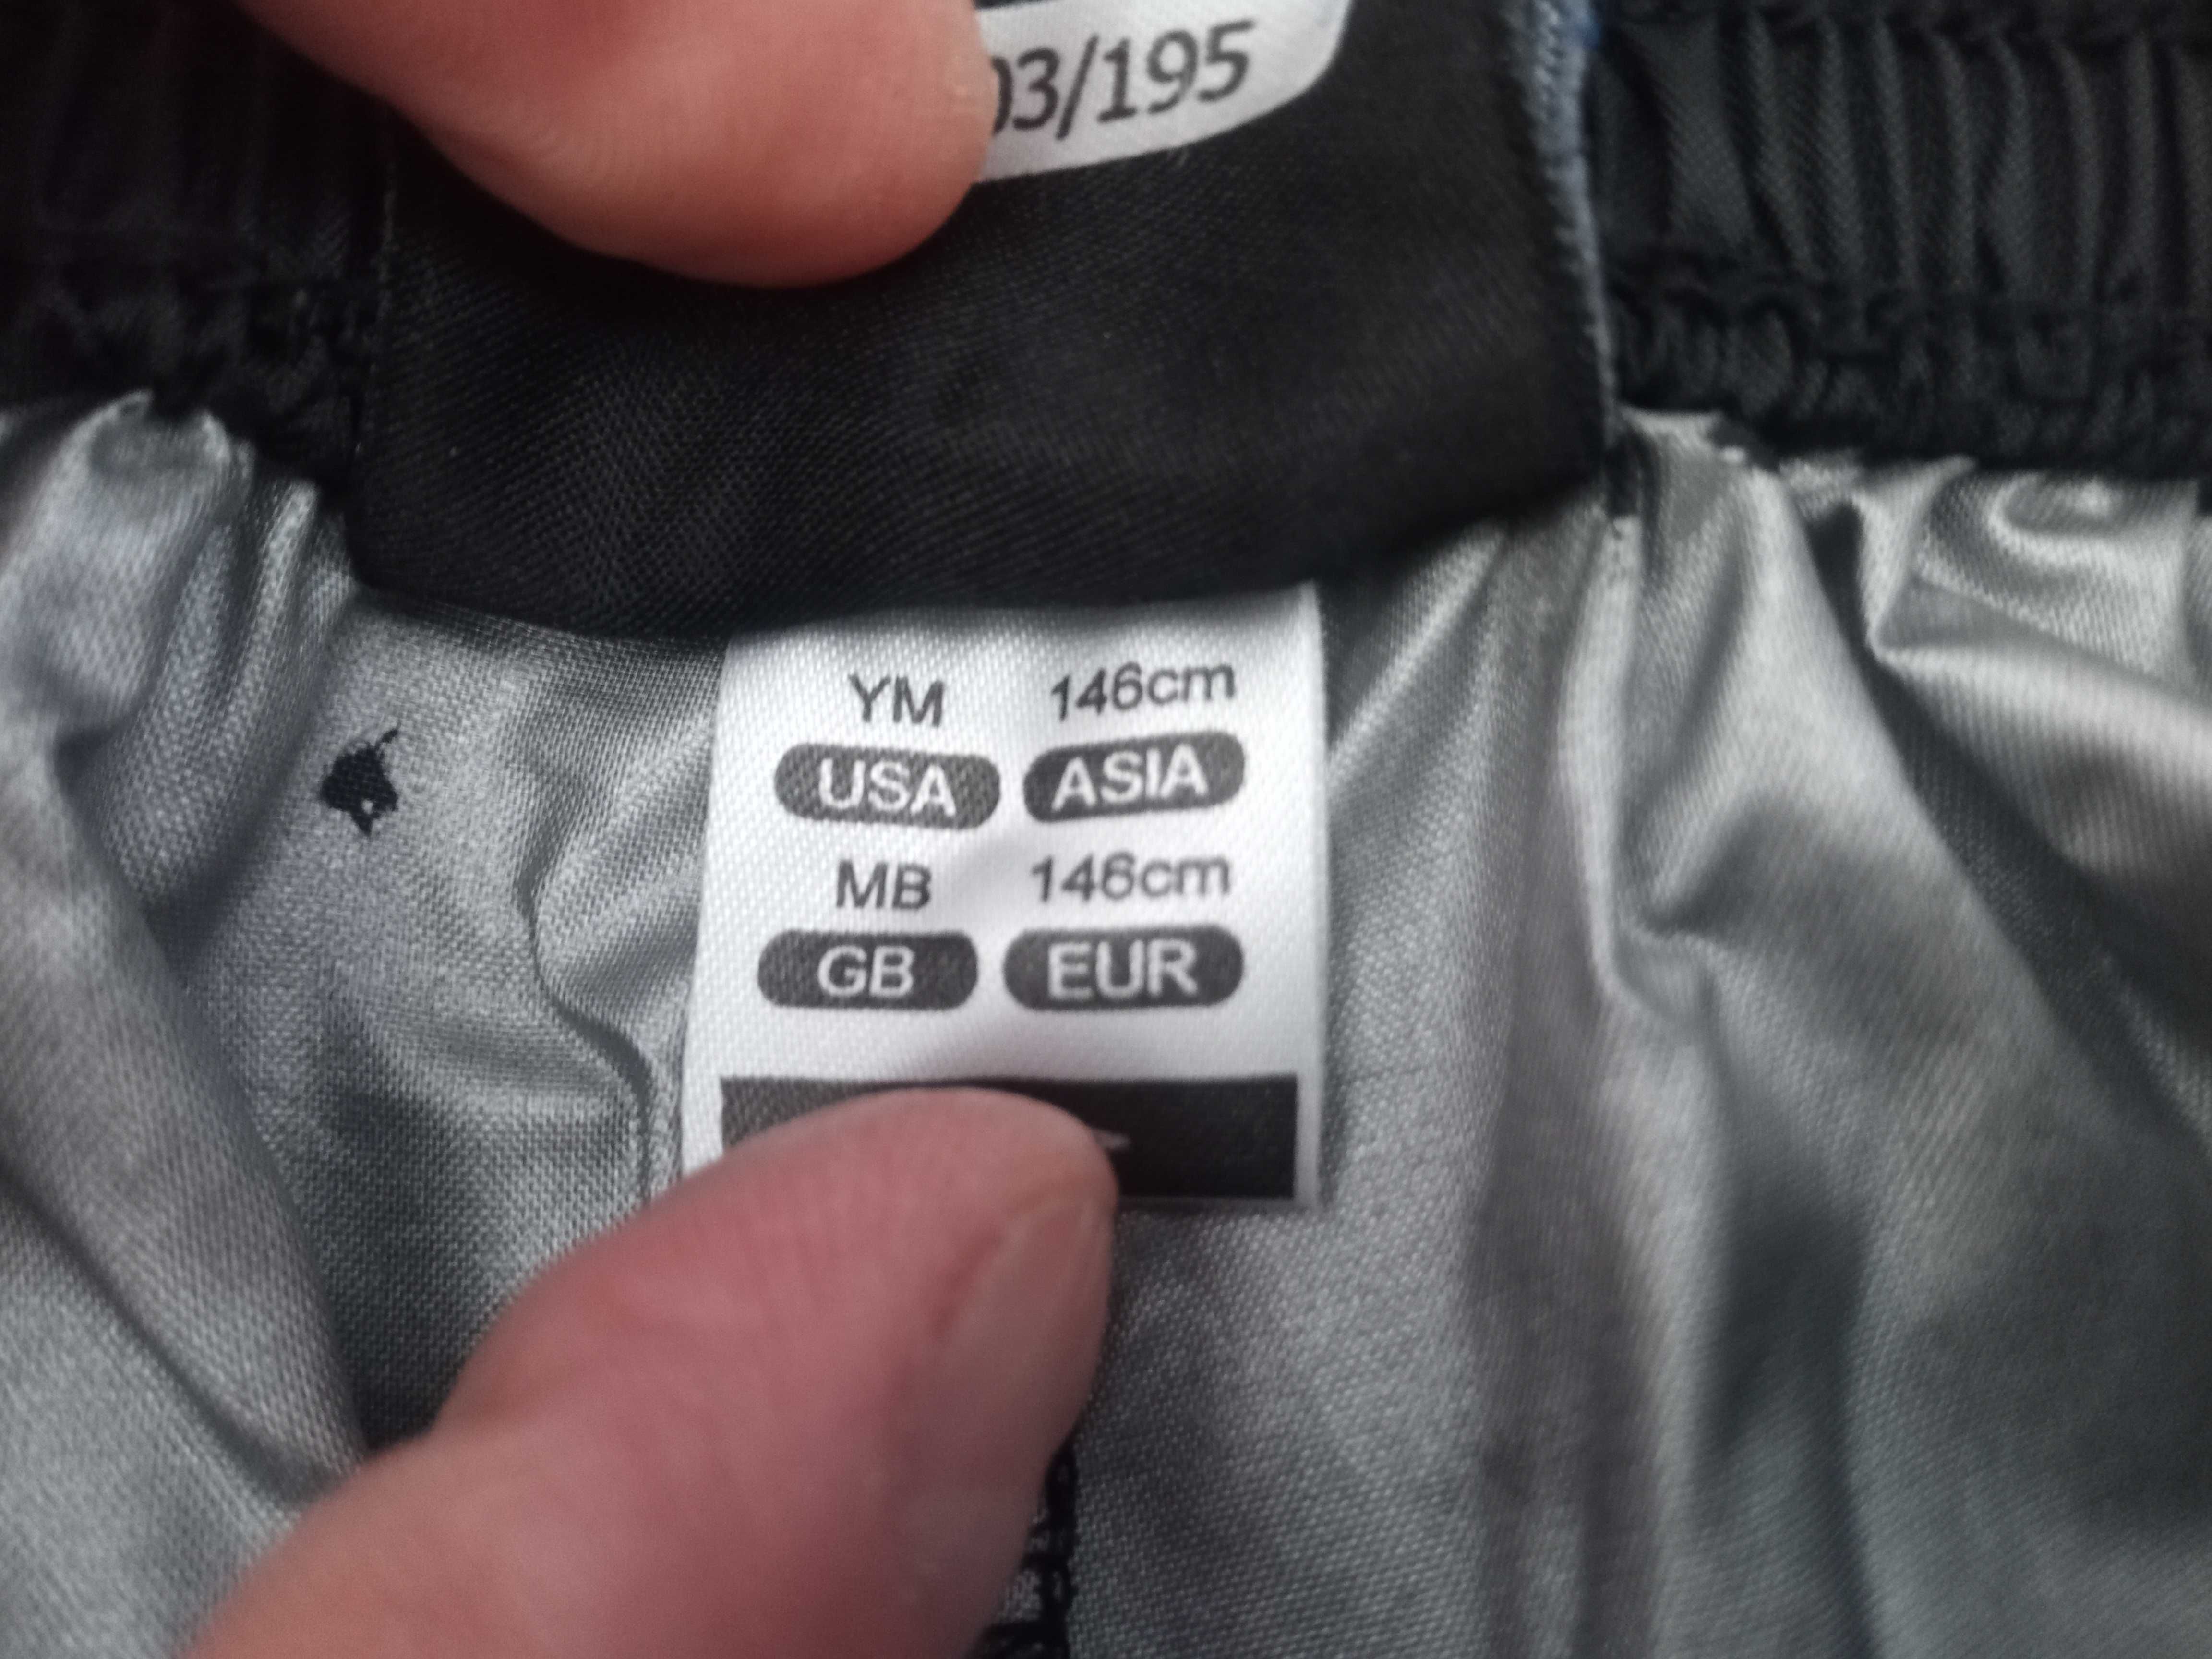 03/195
YM 146cm
USA ASIA
MB 146cm
GB EUR